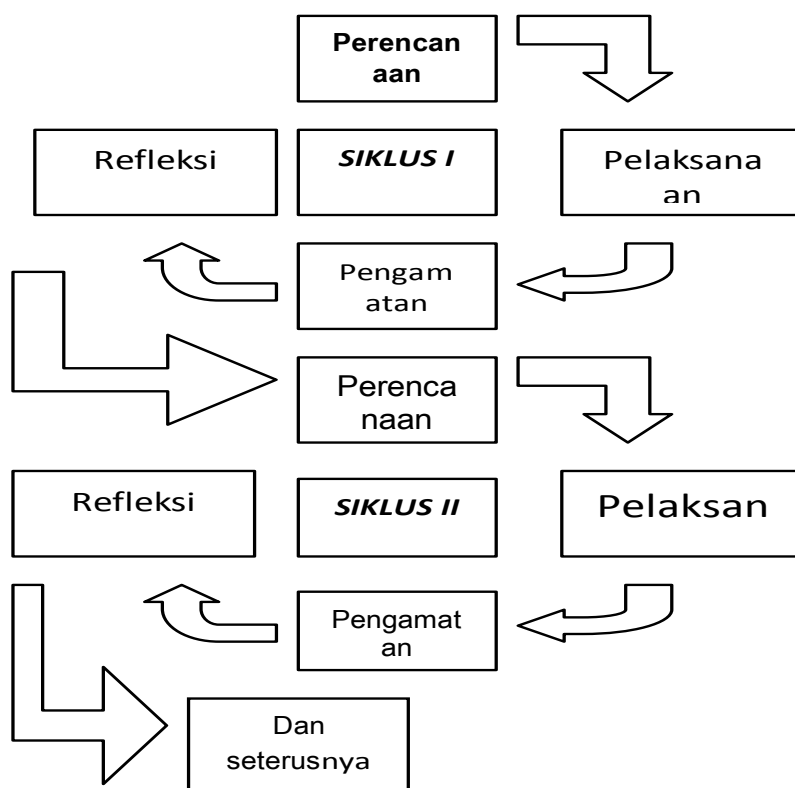 Perencan
aan
Refleksi
SIKLUS I
Pelaksana
an
Pengam
atan
Perenca
naan
Refleksi
SIKLUS II
Pelaksan
Pengamat
an
Dan
seterusnya